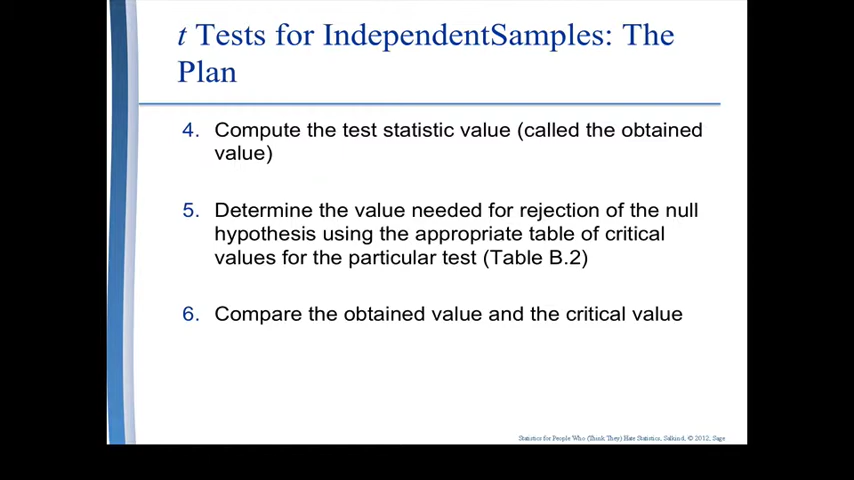 t Tests for IndependentSamples: The
Plan
4. Compute the test statistic value (called the obtained
value)
5. Determine the value needed for rejection of the null
hypothesis using the appropriate table of critical
values for the particular test (Table B.2)
6. Compare the obtained value and the critical value
Statistics for People Who (Think They) Hate Statistics, Salkind, © 2012, Sage